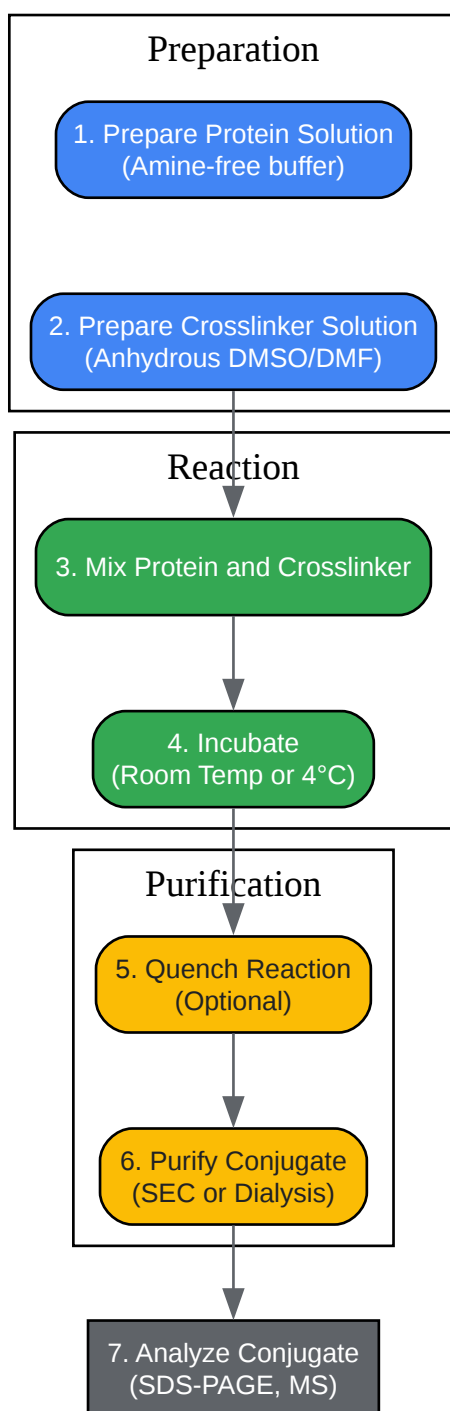 Preparation
1. Prepare Protein Solution
(Amine-free buffer)
2. Prepare Crosslinker Solution
(Anhydrous DMSO/DMF)
Reaction
3. Mix Protein and Crosslinker
4. Incubate
(Room Temp or 4°C)
Purification
5. Quench Reaction
(Optional)
6. Purify Conjugate
(SEC or Dialysis)
7. Analyze Conjugate
(SDS-PAGE, MS)